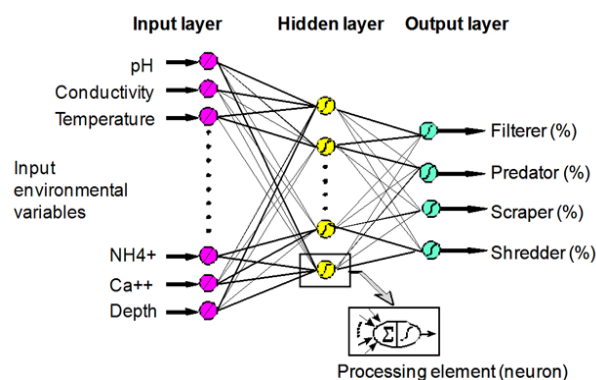 Input layer
Hidden layer
Output layer
pH
Conductivity
Temperature
Input
environmental
variables
NH4+
Ca++
Depth
Filterer (%)
Predator (%)
Scraper (%)
Shredder (%)
Σ
Processing element (neuron)